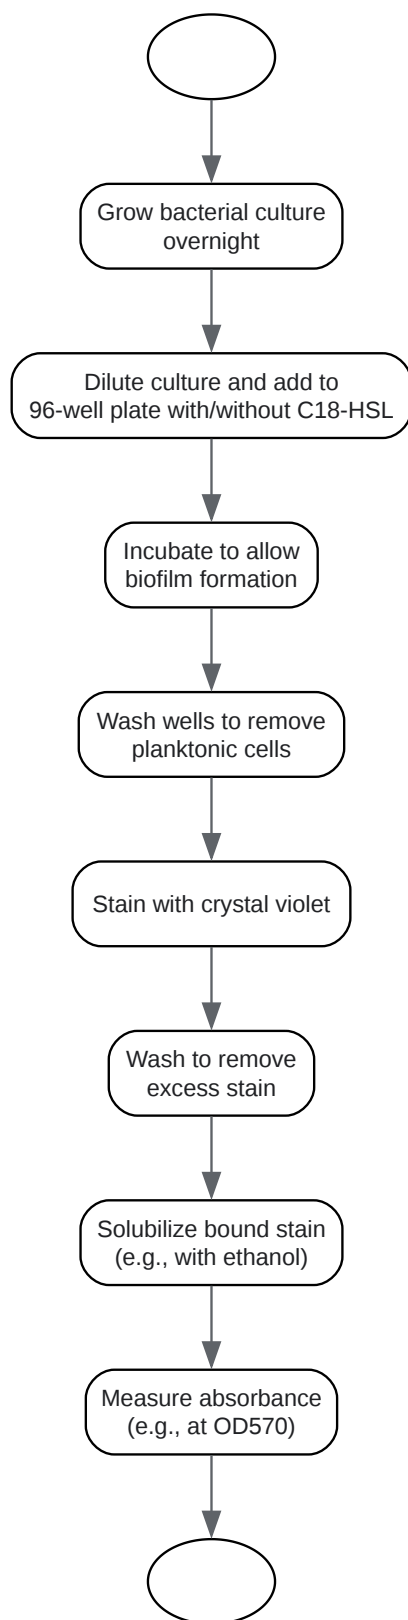 Grow bacterial culture
overnight
Dilute culture and add to
96-well plate with/without C18-HSL
Incubate to allow
biofilm formation
Wash wells to remove
planktonic cells
Stain with crystal violet
Wash to remove
excess stain
Solubilize bound stain
(e.g., with ethanol)
Measure absorbance
(e.g., at OD570)